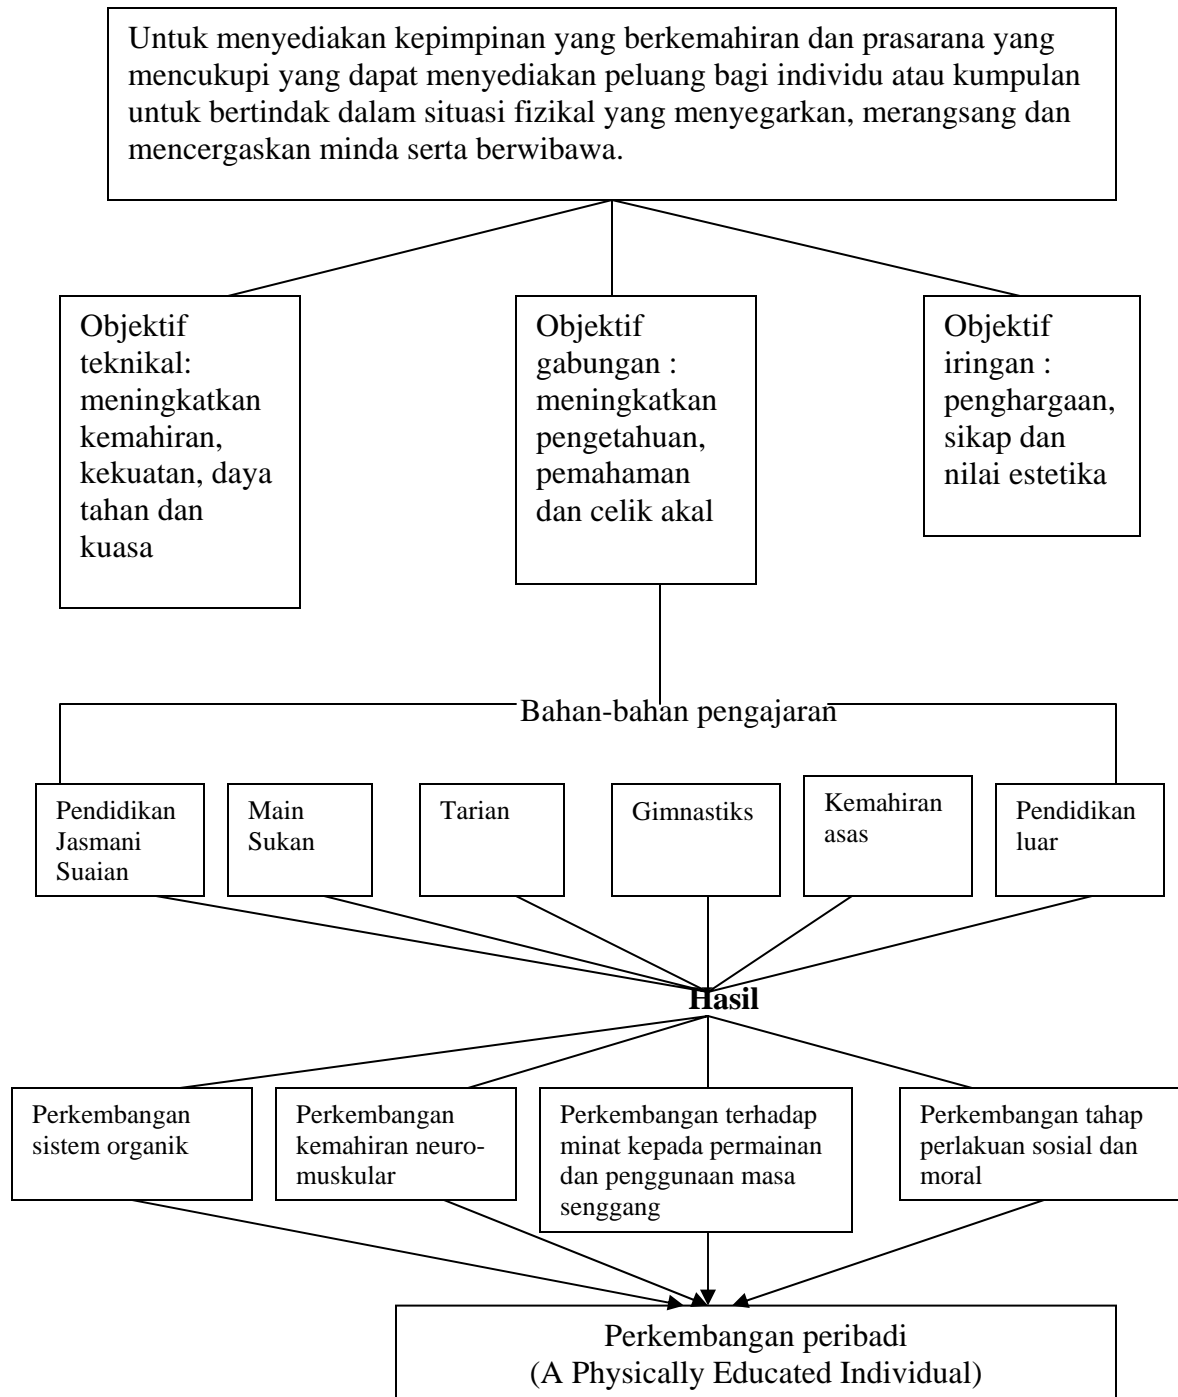 Untuk menyediakan kepimpinan yang berkemahiran dan prasarana yang
mencukupi yang dapat menyediakan peluang bagi individu atau kumpulan
untuk bertindak dalam situasi fizikal yang menyegarkan, merangsang dan
mencergaskan minda serta berwibawa.
Objektif
teknikal:
meningkatkan
kemahiran,
kekuatan, daya
tahan dan
kuasa
Objektif
gabungan :
meningkatkan
pengetahuan,
pemahaman
dan celik akal
Objektif
iringan :
penghargaan,
sikap dan
nilai estetika
Bahan-bahan pengajaran
Pendidikan
Jasmani
Suaian
Main
Sukan
Tarian
Gimnastiks
Kemahiran
asas
Pendidikan
luar
Hasil
Perkembangan
sistem organik
Perkembangan
kemahiran neuro-
muskular
Perkembangan terhadap
minat kepada permainan
dan penggunaan masa
senggang
Perkembangan tahap
perlakuan sosial dan
moral
Perkembangan peribadi
(A Physically Educated Individual)